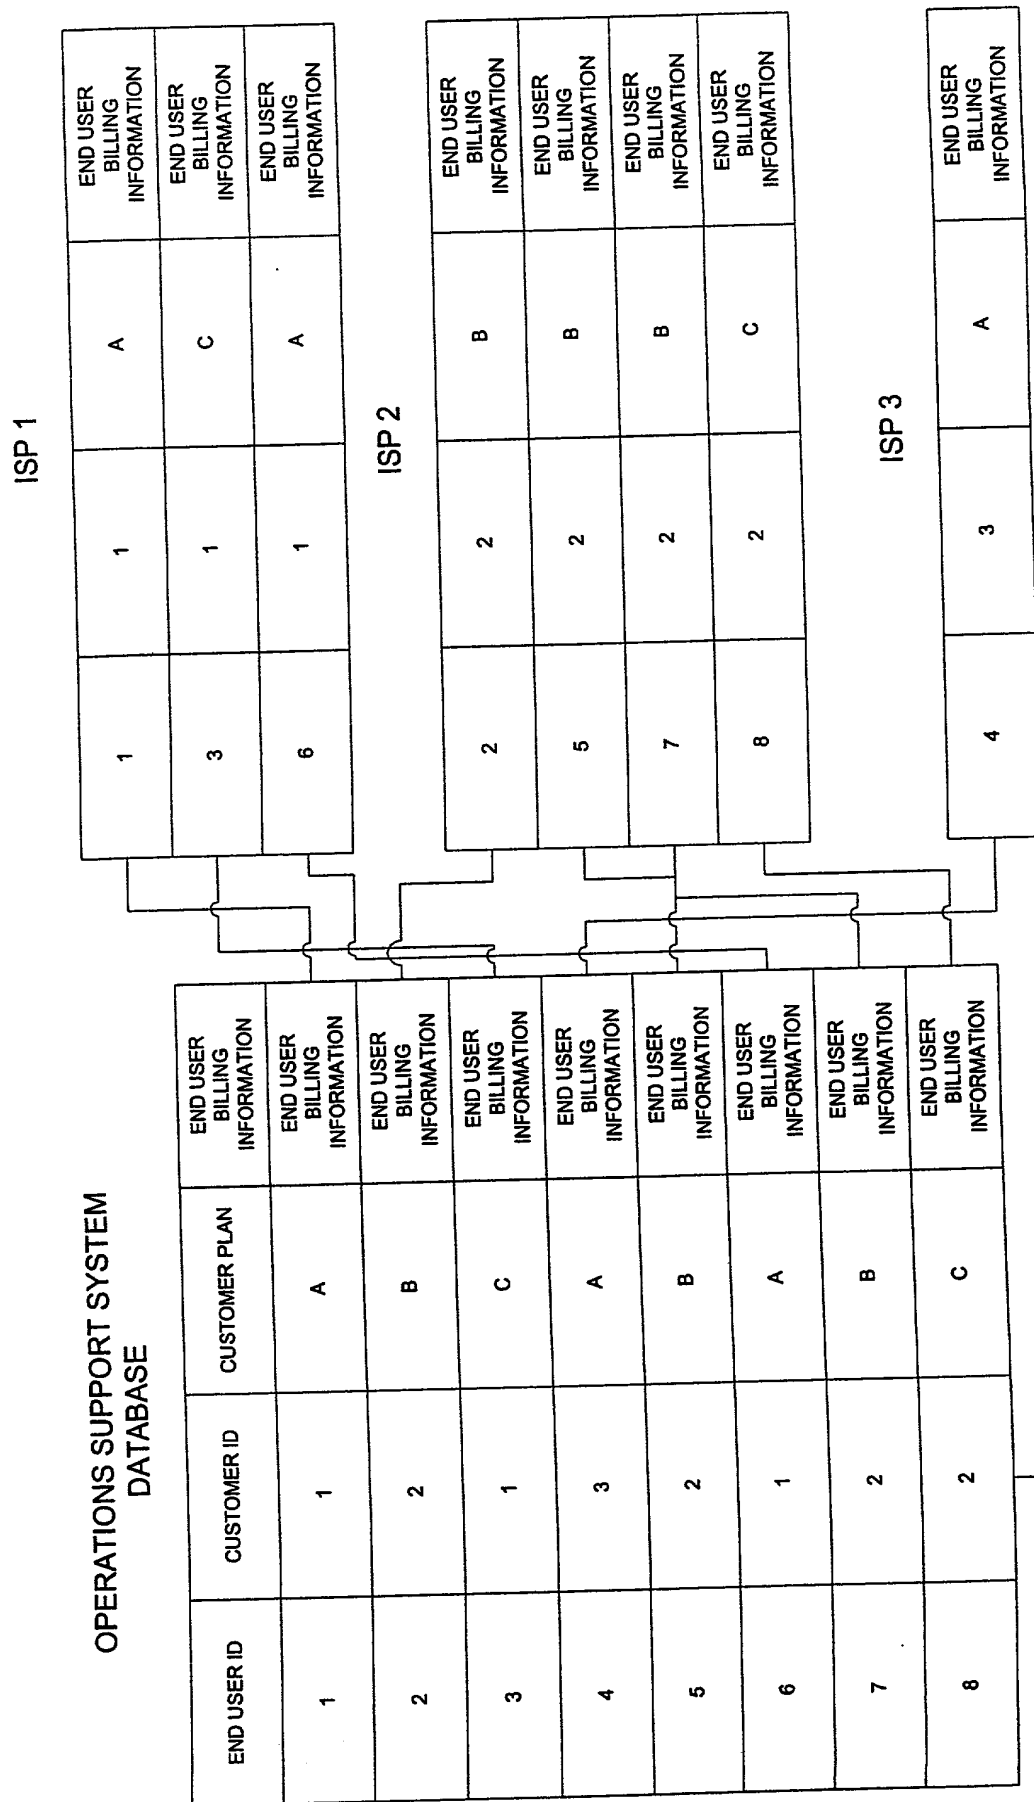 OPERATIONS SUPPORT SYSTEM
DATABASE
END USER ID
CUSTOMER ID
CUSTOMER PLAN
END USER
BILLING
INFORMATION
1
1
A
END USER
BILLING
INFORMATION
2
2
B
END USER
BILLING
INFORMATION
3
1
C
END USER
BILLING
INFORMATION
4
3
A
END USER
BILLING
INFORMATION
5
2
B
END USER
BILLING
INFORMATION
6
1
A
END USER
BILLING
INFORMATION
7
2
B
END USER
BILLING
INFORMATION
8
2
C
END USER
BILLING
INFORMATION
ISP 1
1
1
A
END USER
BILLING
INFORMATION
3
1
C
END USER
BILLING
INFORMATION
6
1
A
END USER
BILLING
INFORMATION
ISP 2
2
2
B
END USER
BILLING
INFORMATION
5
2
B
END USER
BILLING
INFORMATION
7
2
B
END USER
BILLING
INFORMATION
8
2
C
END USER
BILLING
INFORMATION
ISP 3
4
3
A
END USER
BILLING
INFORMATION